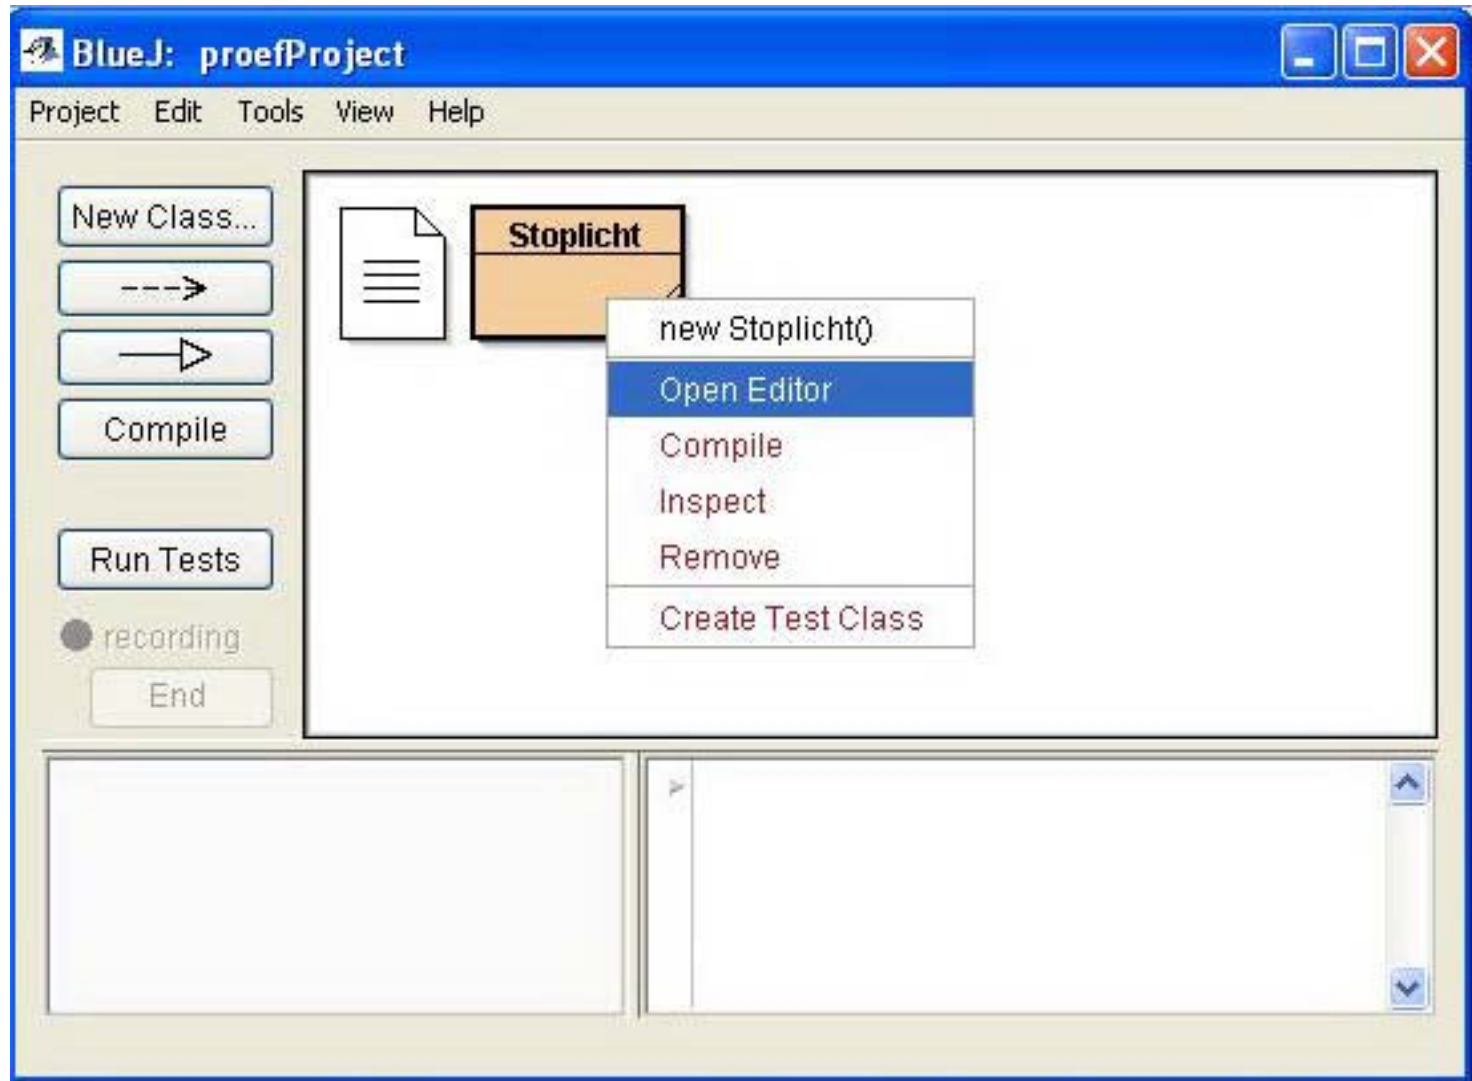 BlueJ: proefProject
Project Edit Tools View Help
New Class...
Compile
Run Tests
recording
End
Stoplicht
new Stoplicht()
Open Editor
Compile
Inspect
Remove
Create Test Class